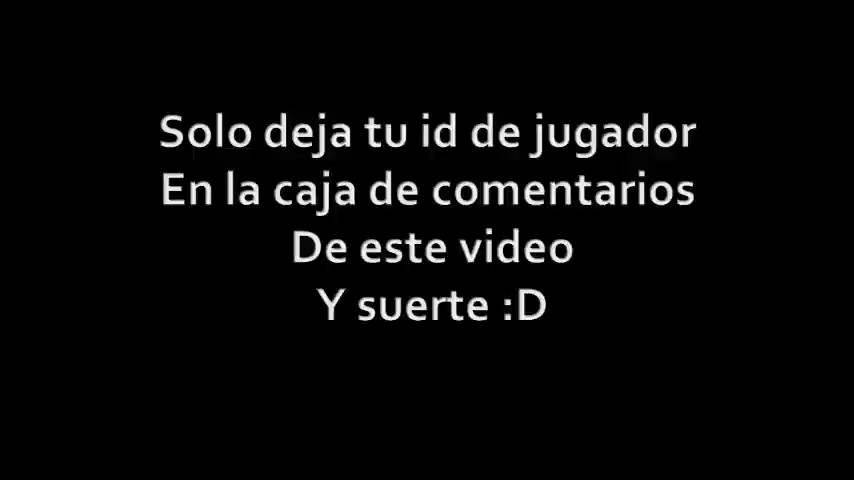 Solo deja tu id de jugador
En la caja de comentarios
De este video
Y suerte :D